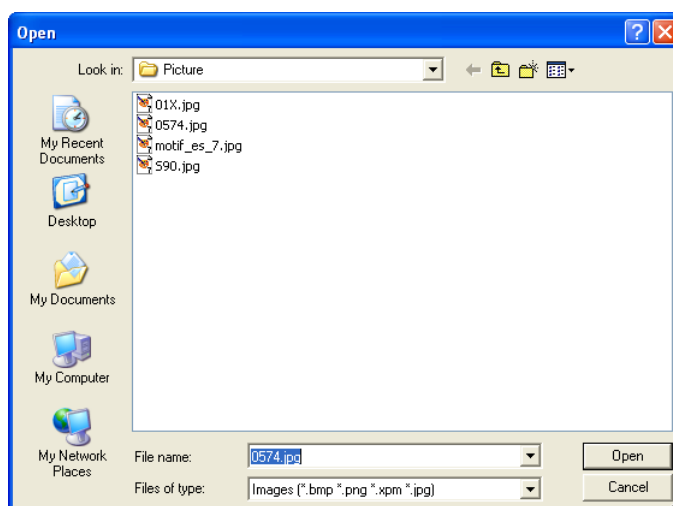 Open
Look in:
Picture
01X.jpg
0574.jpg
motif_es_7.jpg
S90.jpg
My Recent
Documents
Desktop
My Documents
My Computer
My Network
Places
File name:
0574.jpg
Open
Files of type:
Images (*.bmp *.png *.xpm *.jpg)
Cancel